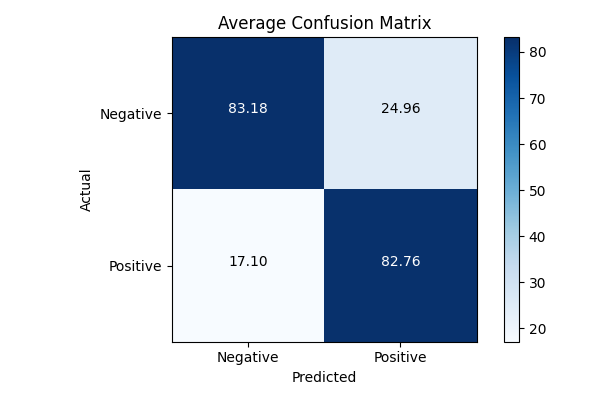 Average Confusion Matrix
Actual
Negative
83.18
24.96
Positive
17.10
82.76
Negative
Positive
Predicted
80
70
60
50
40
30
20